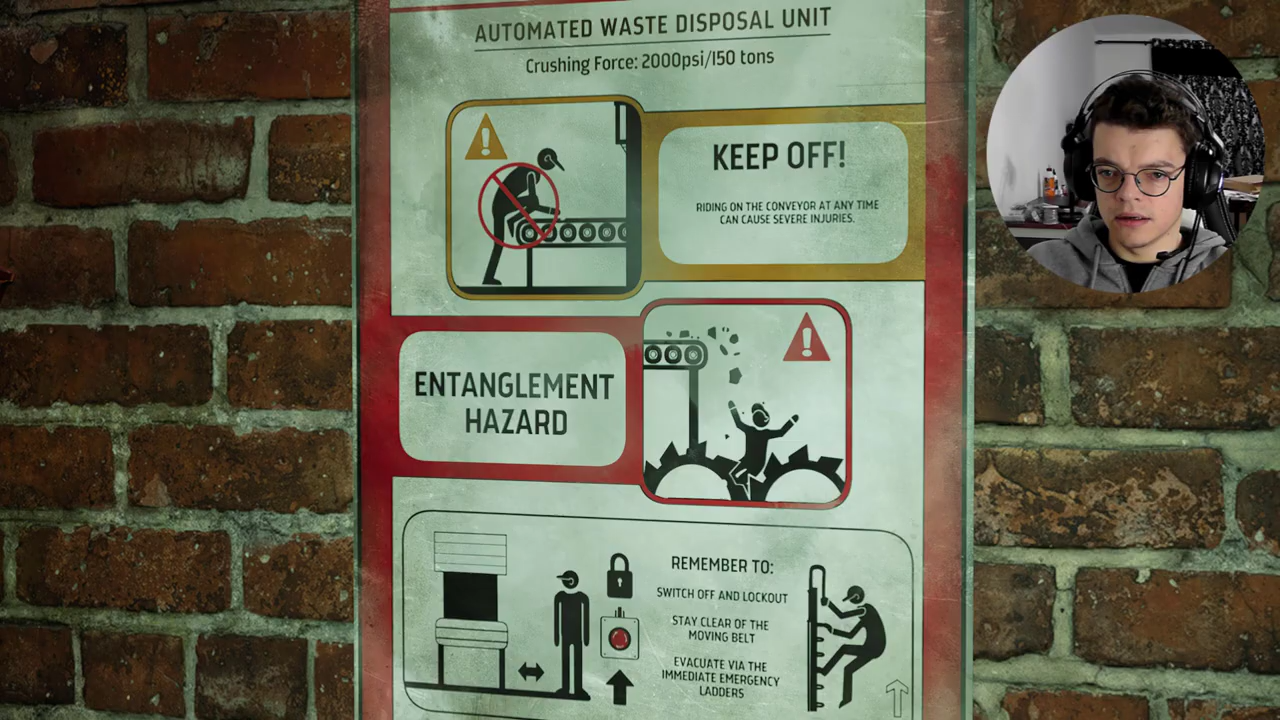 AUTOMATED WASTE DISPOSAL UNIT
Crushing Force: 2000psi/150 tons
KEEP OFF!
RIDING ON THE CONVEYOR AT ANY TIME
CAN CAUSE SEVERE INJURIES.
ENTANGLEMENT
HAZARD
REMEMBER TO:
SWITCH OFF AND LOCKOUT
STAY CLEAR OF THE
MOVING BELT
EVACUATE VIA THE
IMMEDIATE EMERGENCY
LADDERS